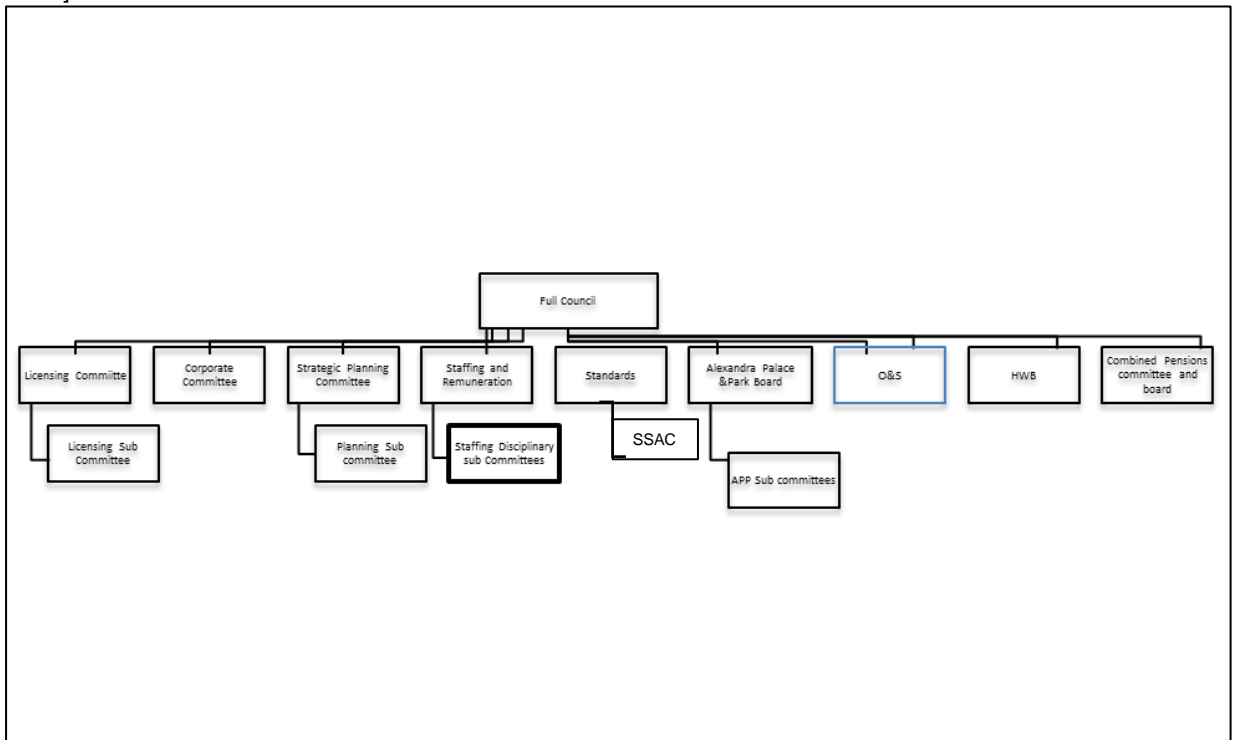 Full Council
Licensing Commiitte
Corporate
Committee
Strategic Planning
Committee
Staffing and
Remuneration
Standards
Alexandra Palace
&Park Board
O&S
HWB
Combined Pensions
committee and
board
Licensing Sub
Committee
Planning Sub
committee
Staffing Disciplinary
sub Committees
SSAC
APP Sub committees